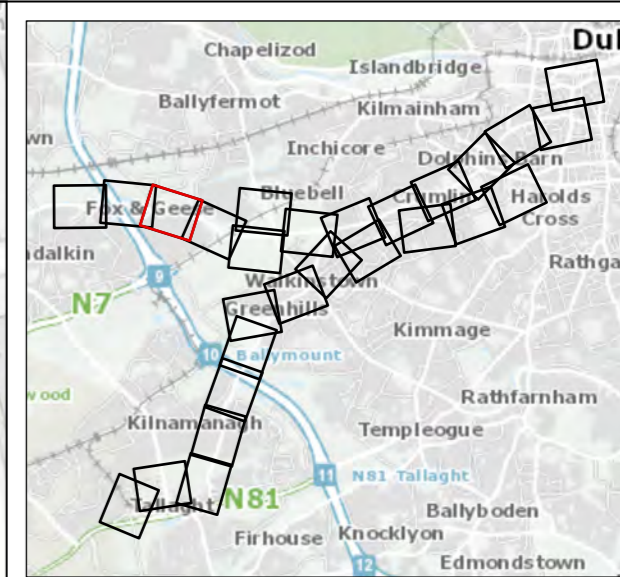 Dul
Chapelizod
Islandbridge
Ballyfermot
Kilmainham
wn
Inchicore
Dolphins Barn
Bluebell
Crumlin
Harolds
Cross
Fox & Geese
ndalkin
Walkinstown
Rathga
9
N7
Greenhills
Kimmage
10
Ballymount
wood
Rathfarnham
Kilnamanagh
Templeogue
11
N81 Tallaght
Tallaght
N81
Ballyboden
Firhouse
Knocklyon
12
Edmondstown